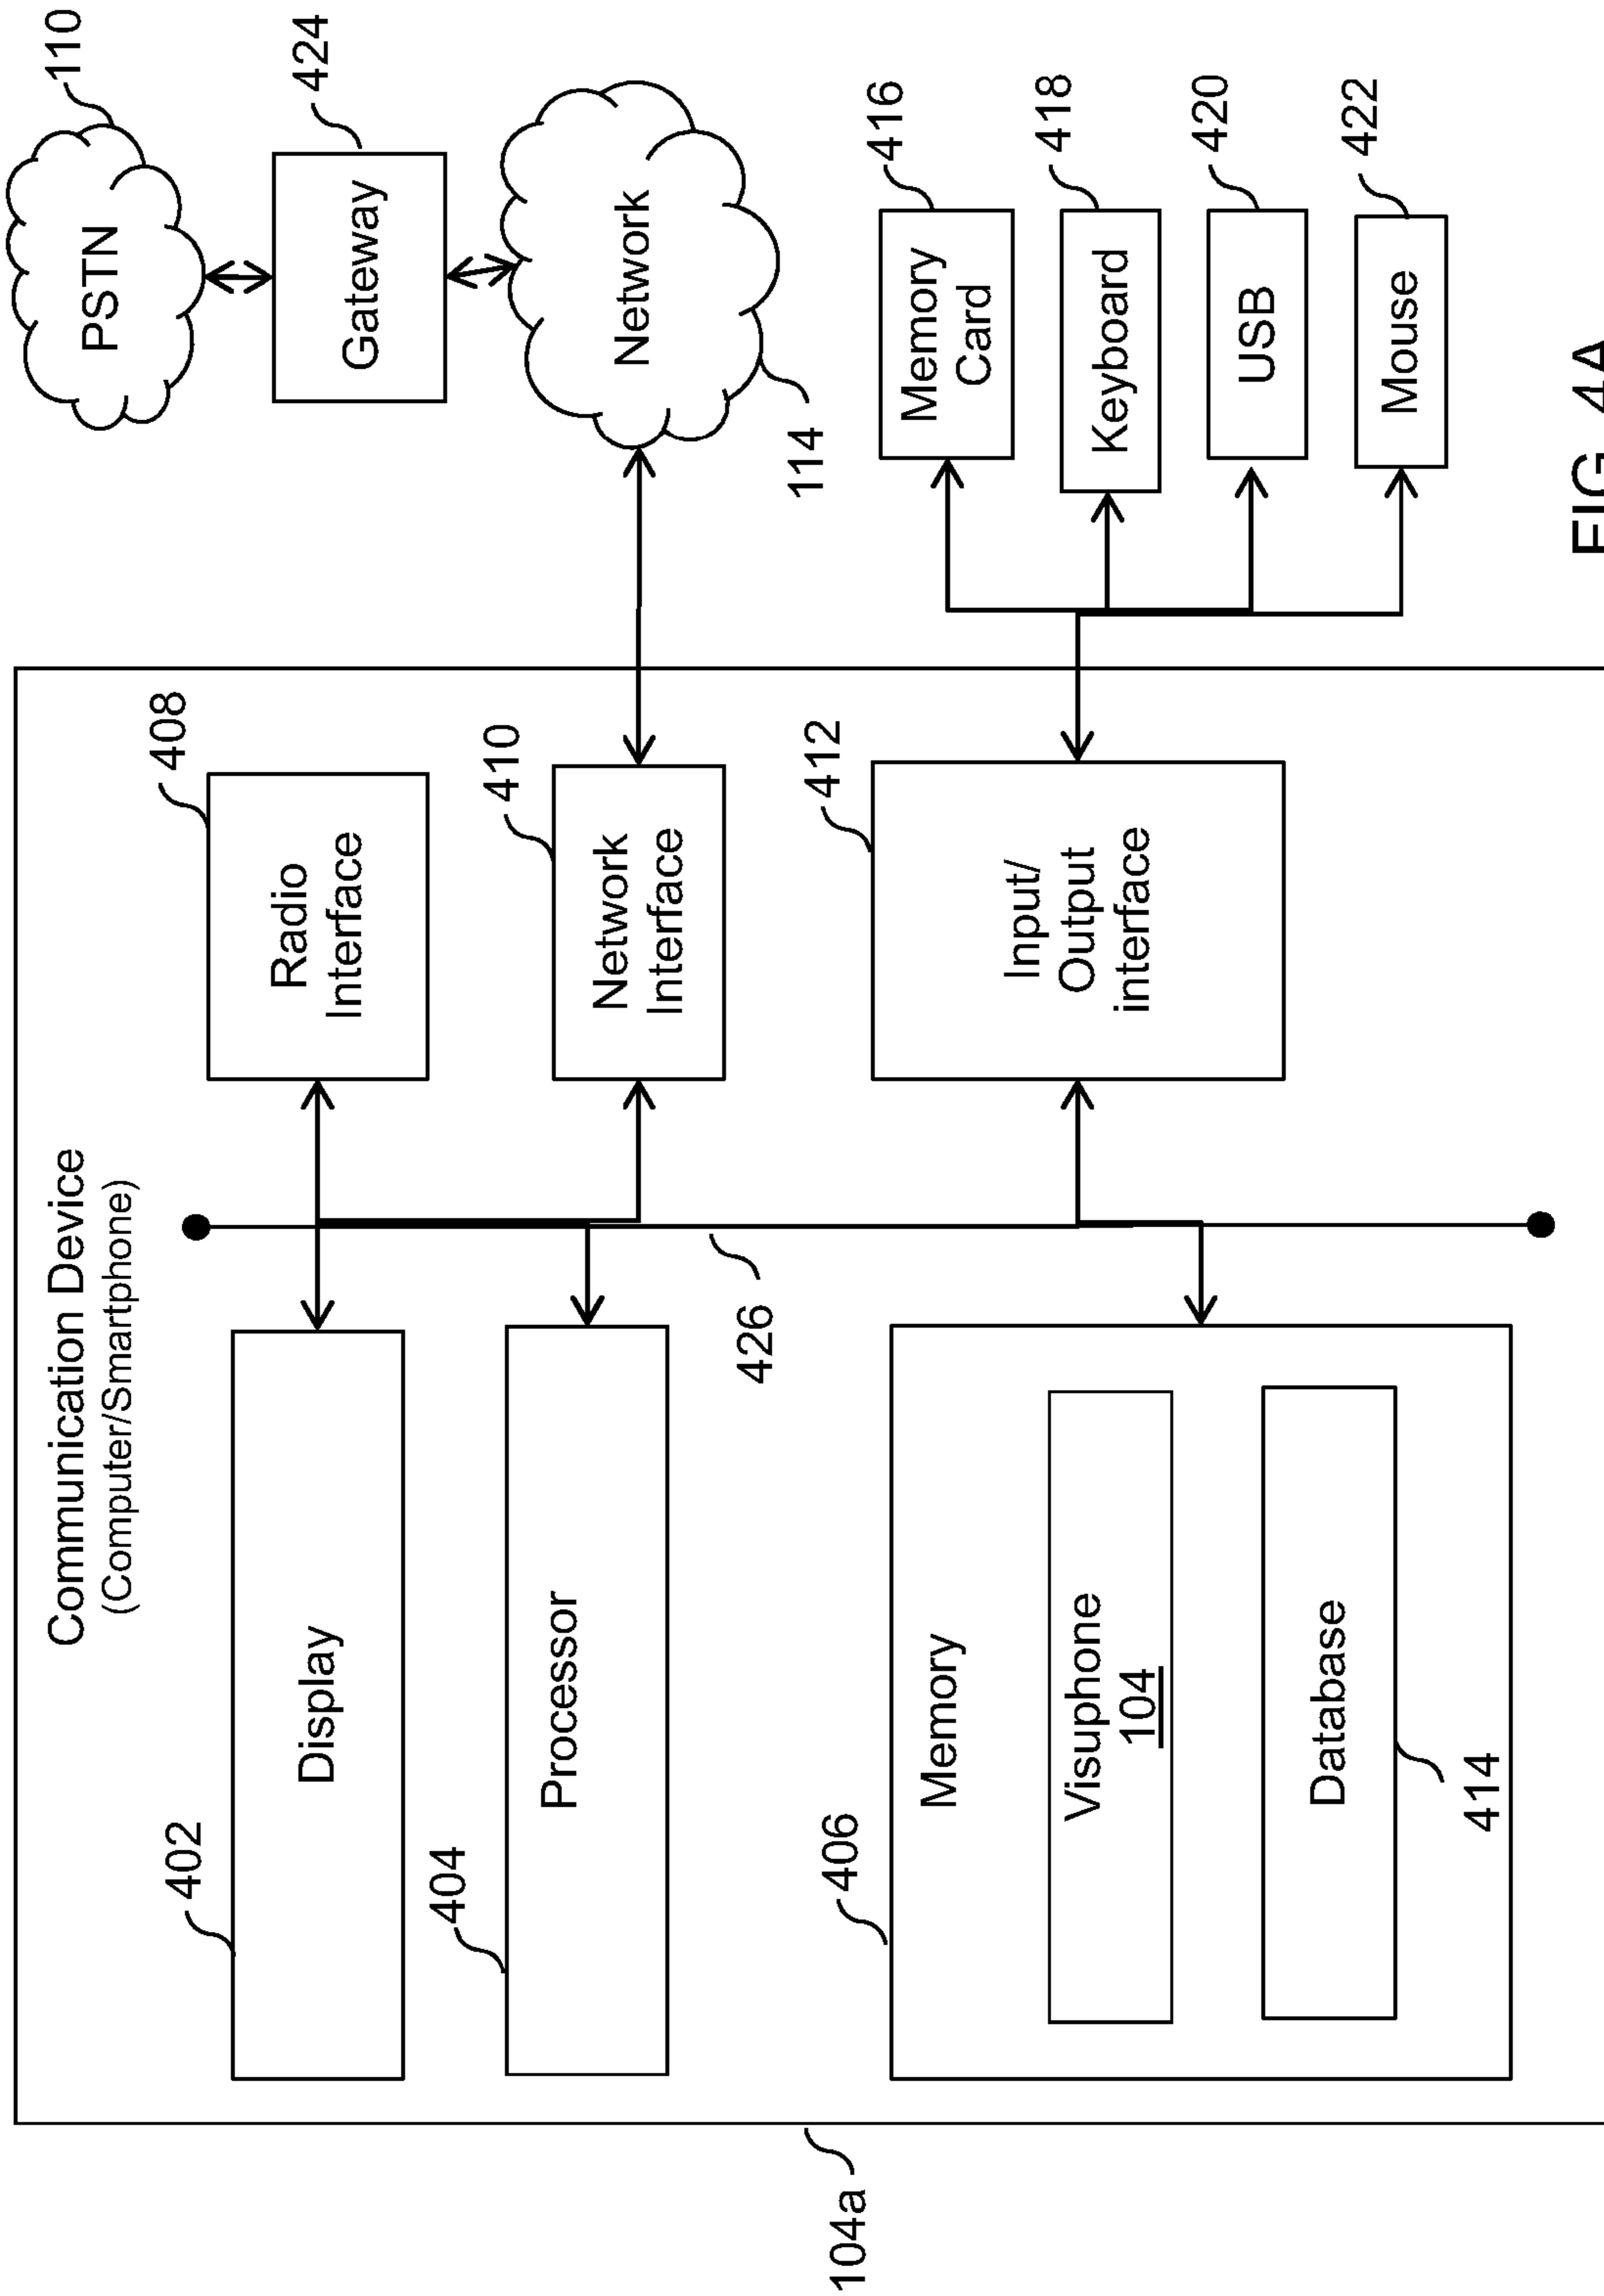 Communication Device
(Computer/Smartphone)
104a
402
Display
404
Processor
406
Memory
Visuphone
104
Database
414
426
408
Radio
Interface
410
Network
Interface
412
Input/
Output
interface
PSTN
110
Gateway
424
Network
114
Memory
Card
416
Keyboard
418
USB
420
Mouse
422
FIG. 4A